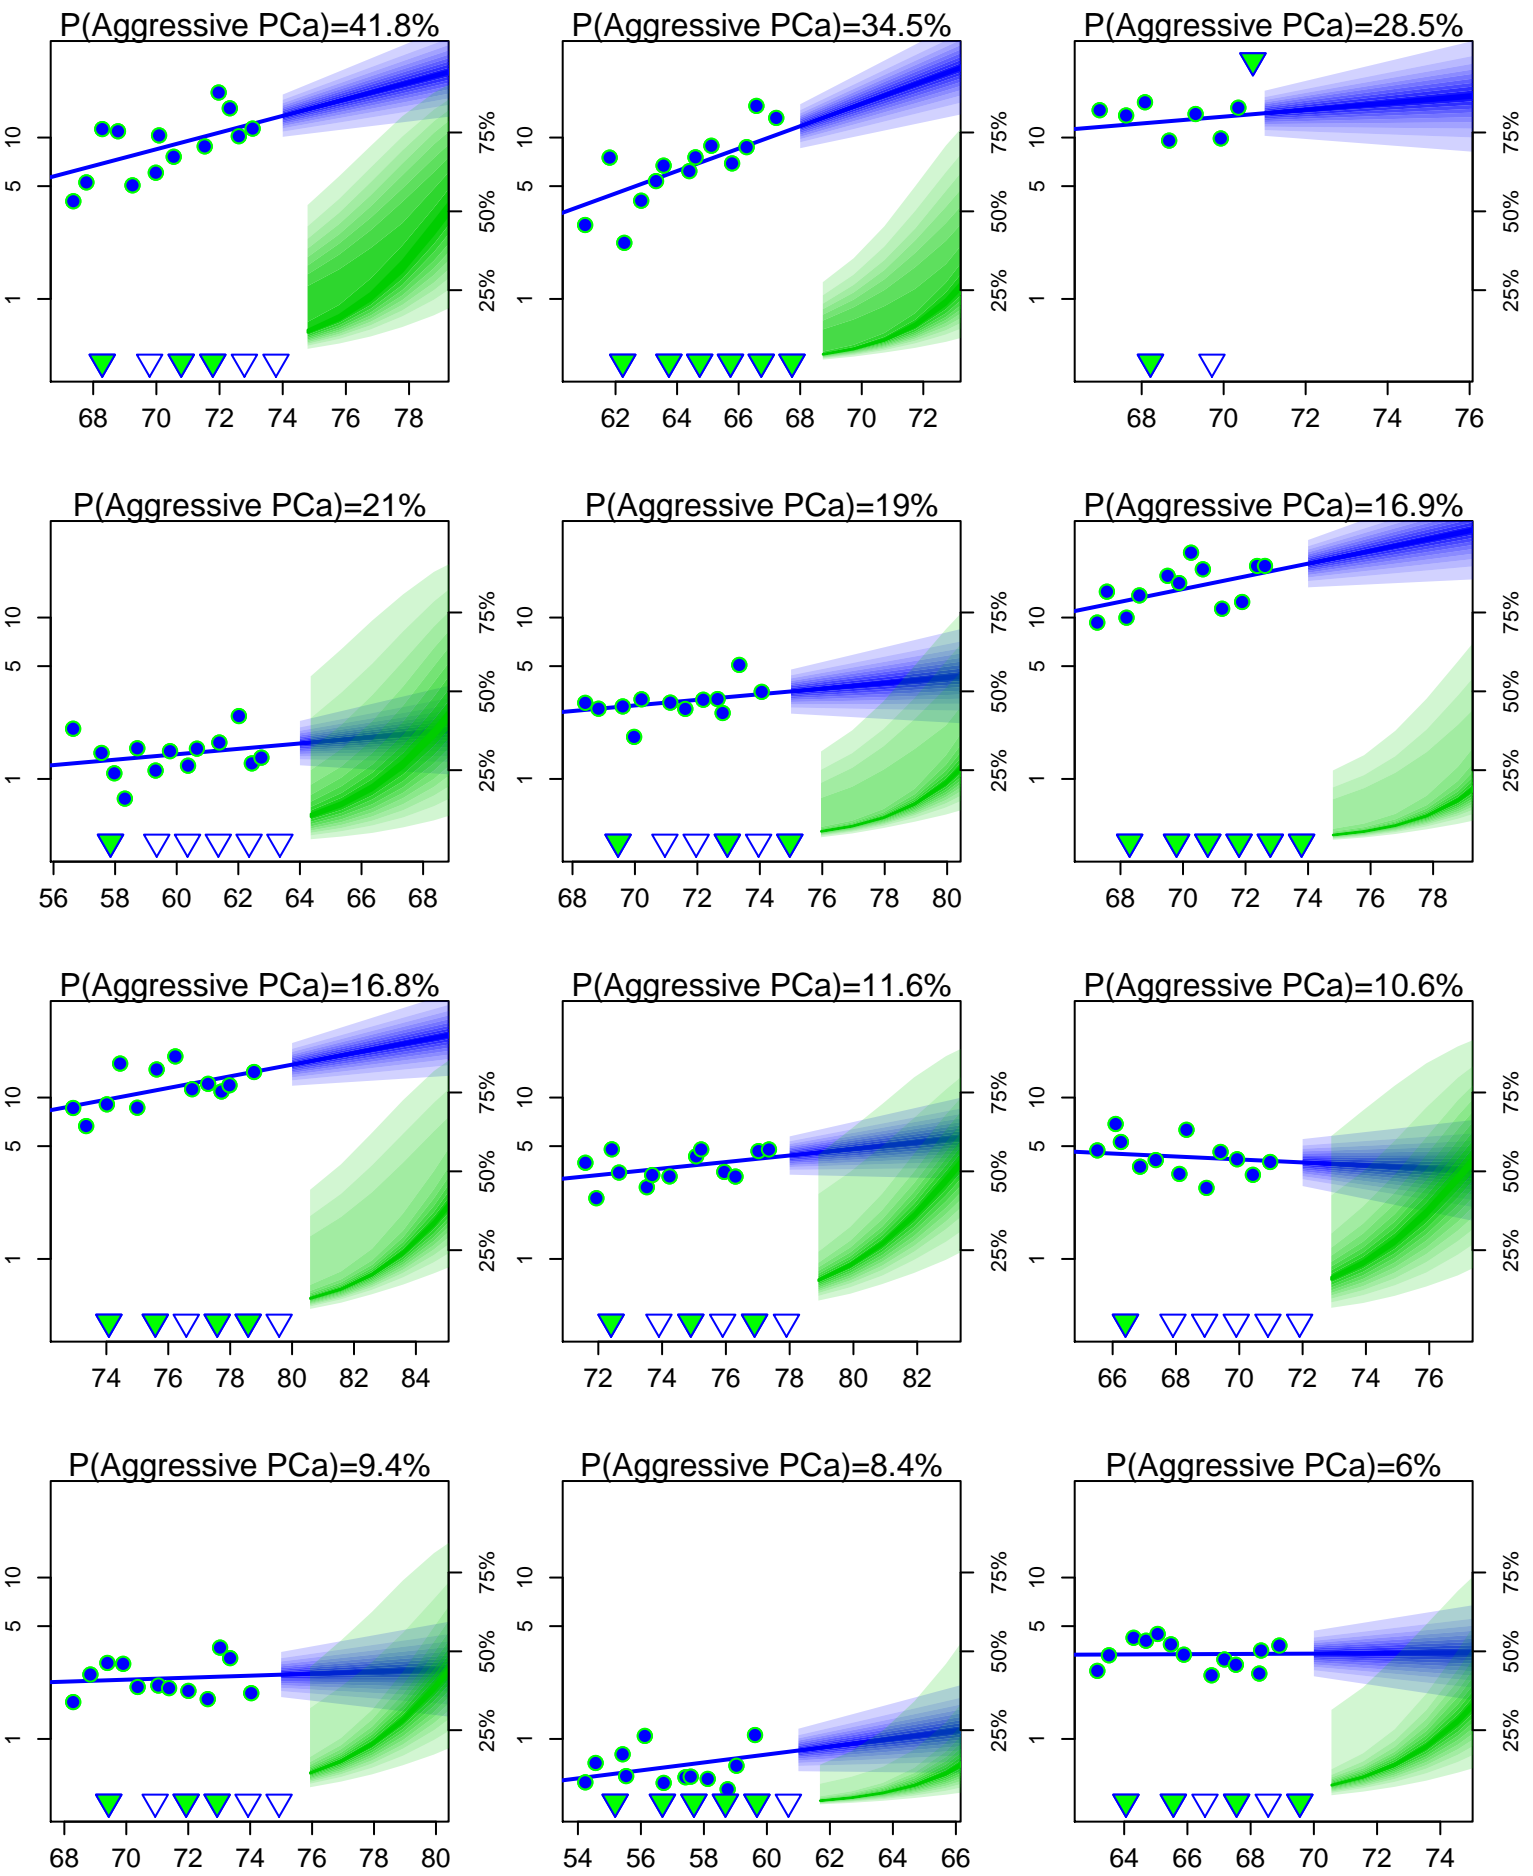 P(Aggressive PCa)=41.8% P(Aggressive PCa)=34.5% P(Aggressive PCa)=28.5%
10 75% 10 75% 10 75%
5 50% 5 50% 5 50%
1 25% 1 25% 1 25%
68 70 72 74 76 78 62 64 66 68 70 72 68 70 72 74 76
P(Aggressive PCa)=21% P(Aggressive PCa)=19% P(Aggressive PCa)=16.9%
10 75% 10 75% 10 75%
5 50% 5 50% 5 50%
1 25% 1 25% 1 25%
56 58 60 62 64 66 68 68 70 72 74 76 78 80 68 70 72 74 76 78
P(Aggressive PCa)=16.8% P(Aggressive PCa)=11.6% P(Aggressive PCa)=10.6%
10 75% 10 75% 10 75%
5 50% 5 50% 5 50%
1 25% 1 25% 1 25%
74 76 78 80 82 84 72 74 76 78 80 82 66 68 70 72 74 76
P(Aggressive PCa)=9.4% P(Aggressive PCa)=8.4% P(Aggressive PCa)=6%
10 75% 10 75% 10 75%
5 50% 5 50% 5 50%
1 25% 1 25% 1 25%
68 70 72 74 76 78 80 54 56 58 60 62 64 66 64 66 68 70 72 74